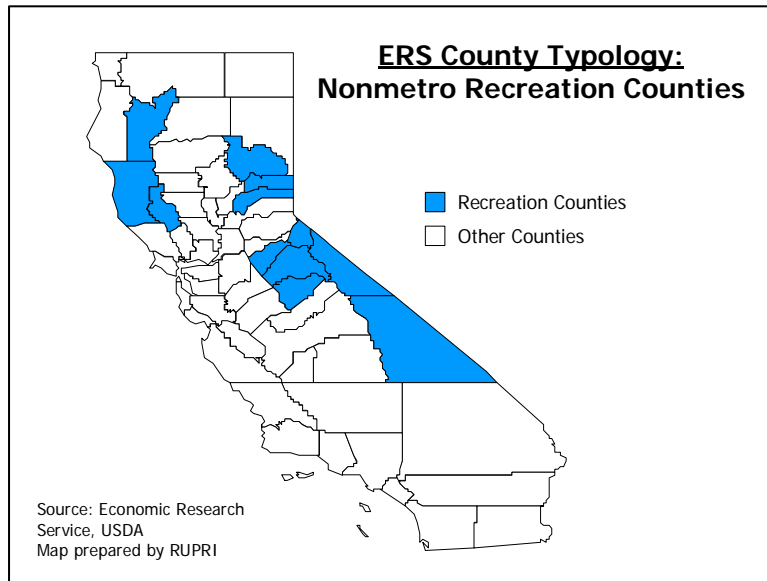 ERS County Typology:
Nonmetro Recreation Counties
Recreation Counties
Other Counties
Source: Economic Research
Service, USDA
Map prepared by RUPRI